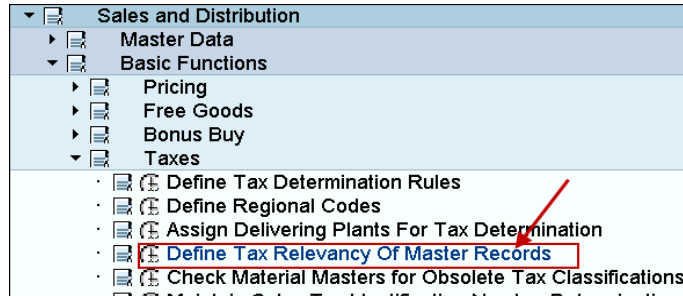 Sales and Distribution
Master Data
Basic Functions
Pricing
Free Goods
Bonus Buy
Taxes
Define Tax Determination Rules
Define Regional Codes
Assign Delivering Plants For Tax Determination
Define Tax Relevancy Of Master Records
Check Material Masters for Obsolete Tax Classifications